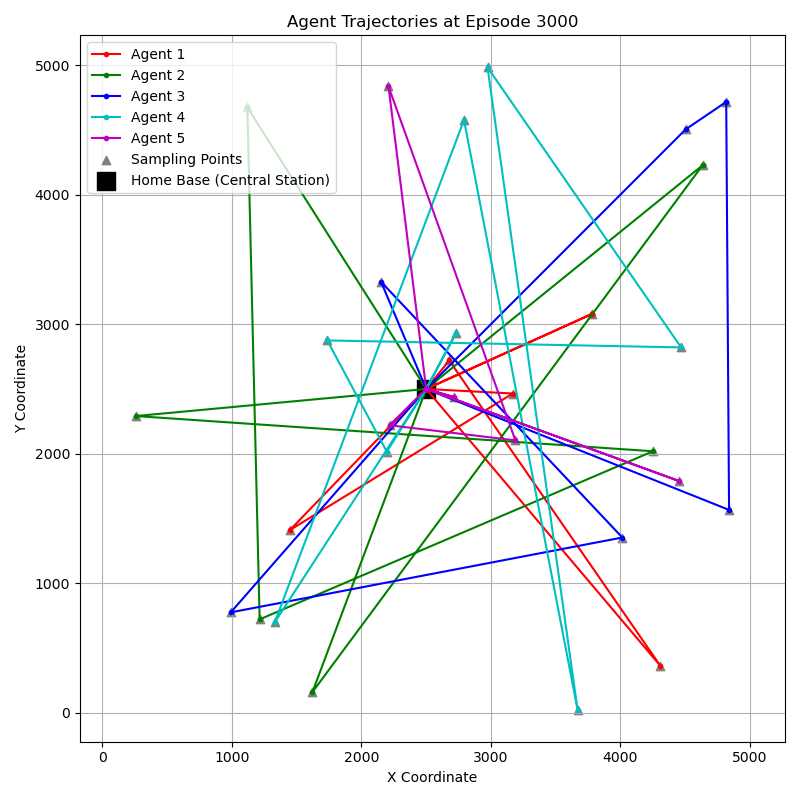 Agent Trajectories at Episode 3000
Agent 1
Agent 2
Agent 3
Agent 4
Agent 5
Sampling Points
Home Base (Central Station)
5000
4000
3000
2000
1000
0
Y Coordinate
0 1000 2000 3000 4000 5000
X Coordinate